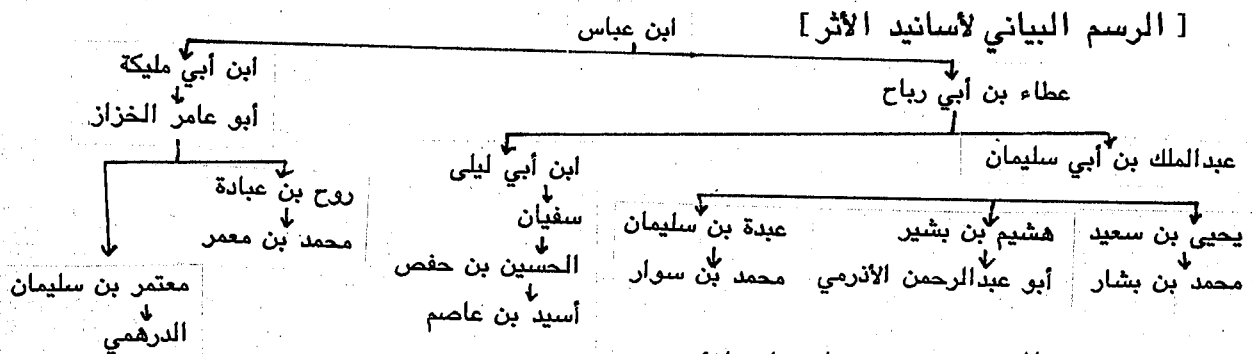 [ الرسم البياني لأسانيد الأثر ]
ابن عباس
عطاء بن أبي رباح
ابن أبي مليكة
أبو عامر الخزاز
عبدالملك بن أبي سليمان
ابن أبي ليلى
روح بن عبادة
يحيى بن سعيد
هشيم بن بشير
عبدة بن سليمان
سفيان
محمد بن معمر
محمد بن بشار
أبو عبدالرحمن الأذرمي
محمد بن سوار
الحسين بن حفص
معتمر بن سليمان
أسيد بن عاصم
الدرهمي